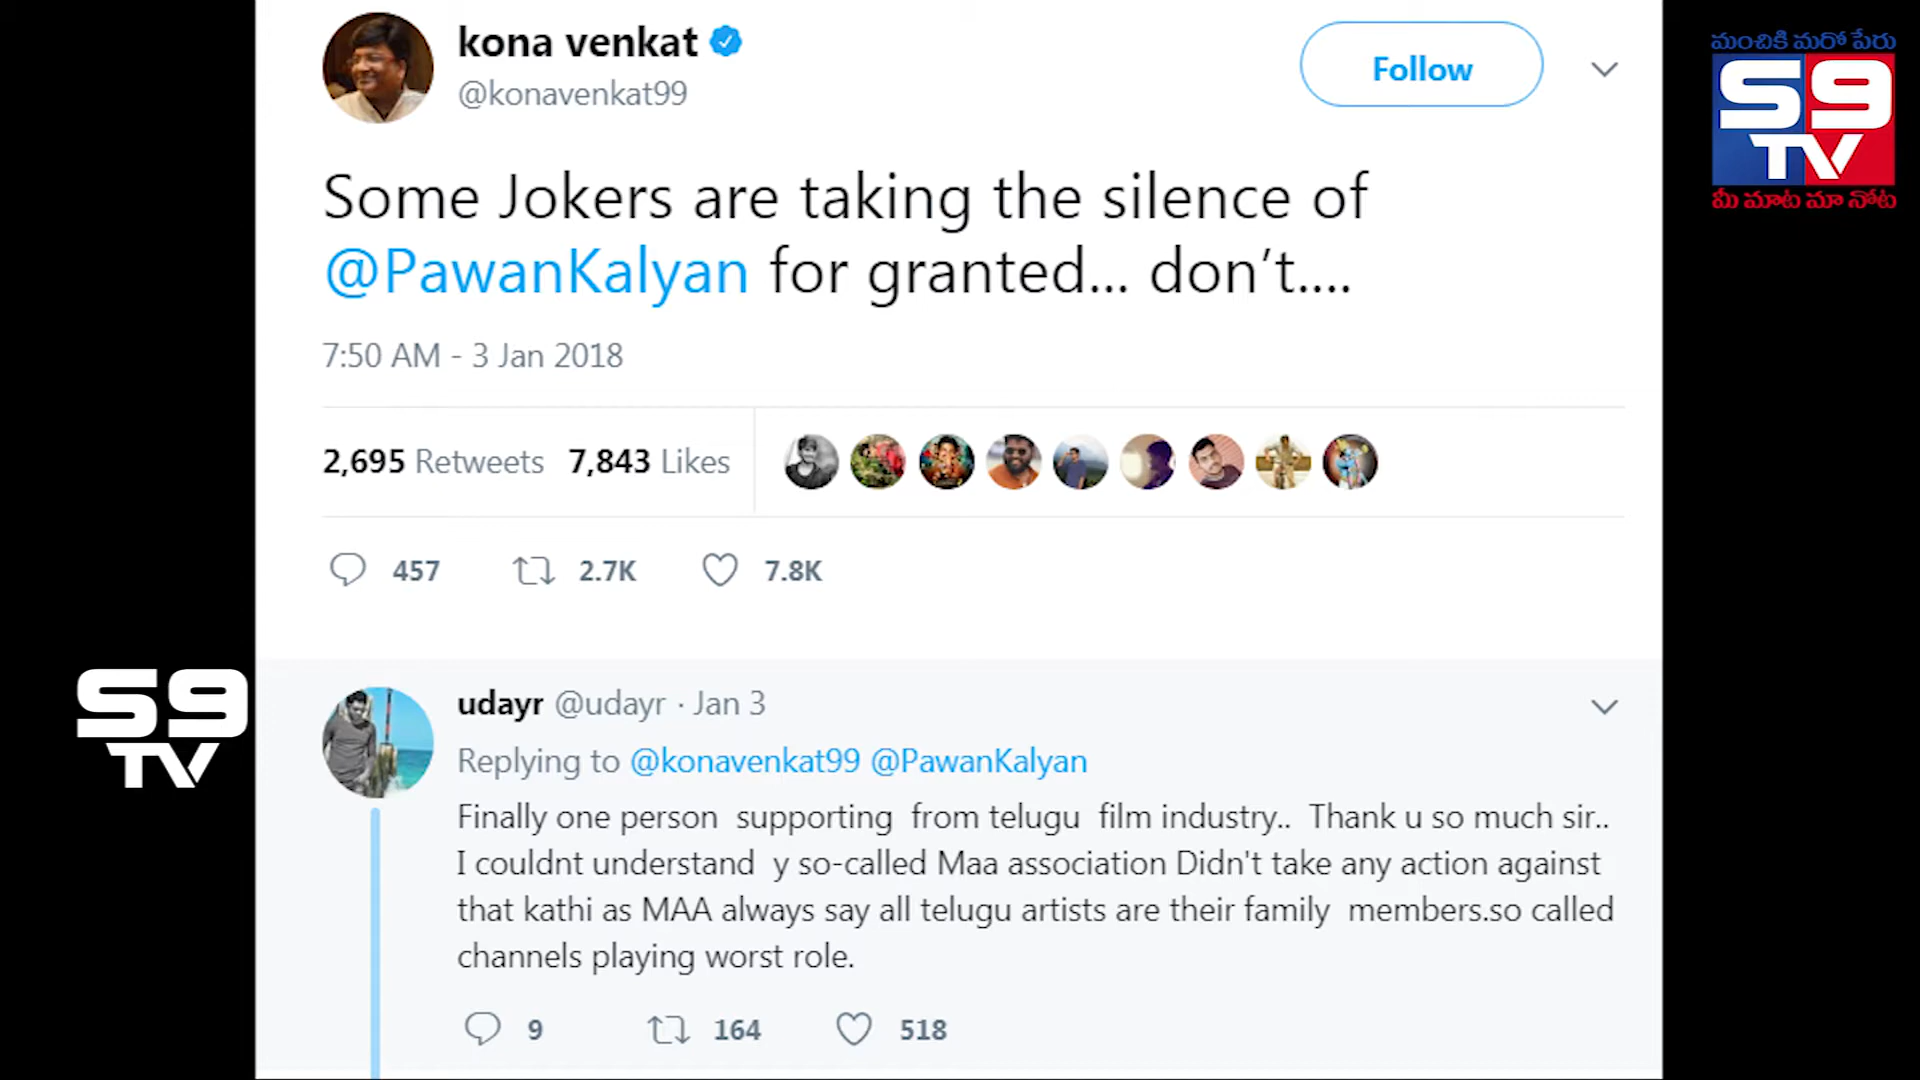 kona venkat
@konavenkat99
Follow
Some Jokers are taking the silence of
@PawanKalyan for granted... don’t....
7:50 AM - 3 Jan 2018
2,695 Retweets 7,843 Likes
457 2.7K 7.8K
udayr @udayr · Jan 3
Replying to @konavenkat99 @PawanKalyan
Finally one person supporting from telugu film industry.. Thank u so much sir..
I couldnt understand y so-called Maa association Didn't take any action against
that kathi as MAA always say all telugu artists are their family members.so called
channels playing worst role.
9 164 518
మంచికి మరో పేరు
S9
TV
మీ మాట మా నోట
S9
TV